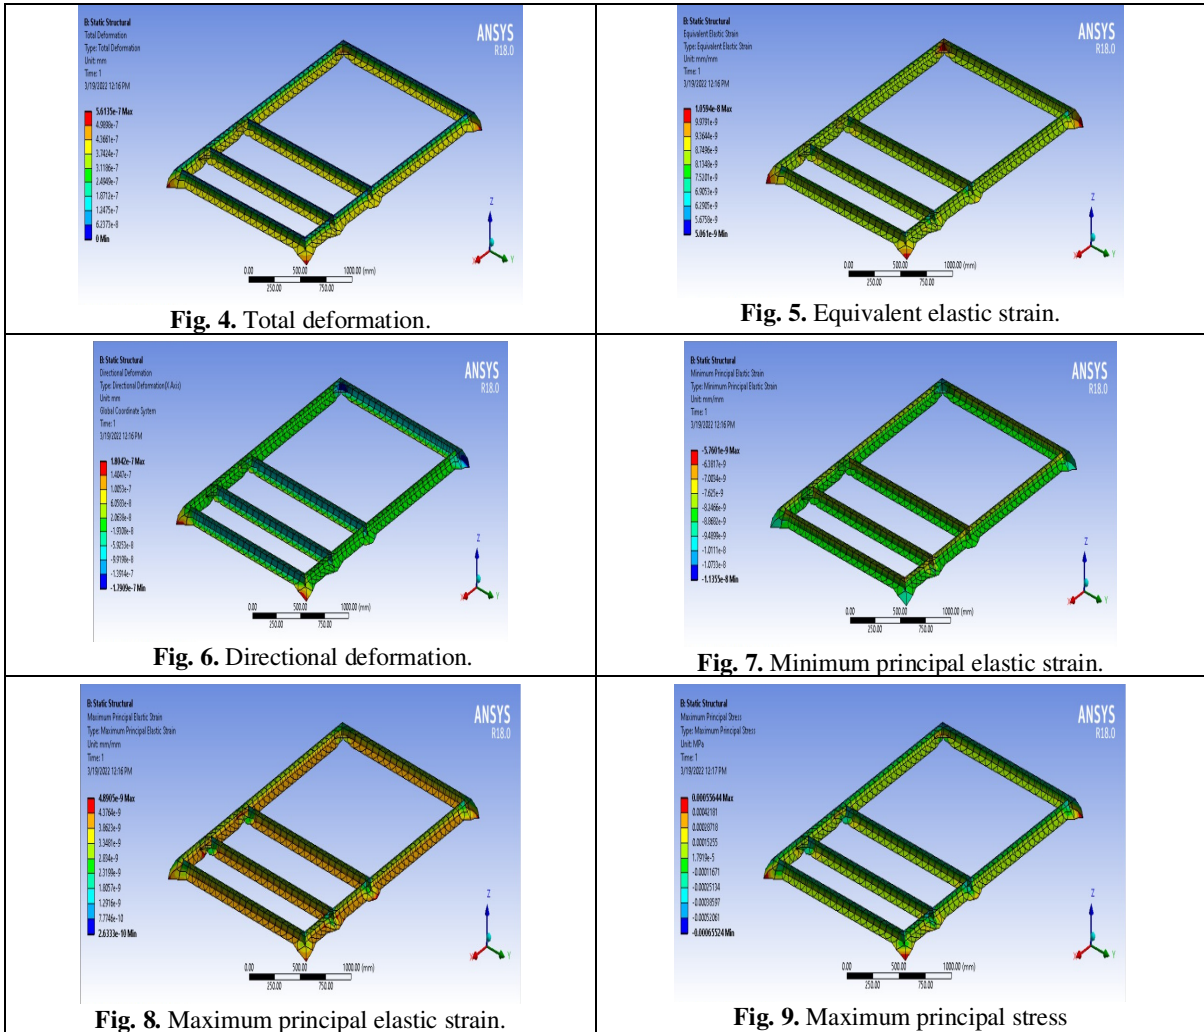 B: Static Structural
Total Deformation
Type: Total Deformation
Unit: mm
Time: 1
3/19/2022 12:16 PM
ANSYS
R18.0
5.6135e-7 Max
4.9898e-7
4.3661e-7
3.7424e-7
3.1186e-7
2.4949e-7
1.8712e-7
1.2475e-7
6.2373e-8
0 Min
Z
X
Y
0.00 500.00 1000.00 (mm)
250.00 750.00
Fig. 4. Total deformation.
B: Static Structural
Equivalent Elastic Strain
Type: Equivalent Elastic Strain
Unit: mm/mm
Time: 1
3/19/2022 12:16 PM
ANSYS
R18.0
1.0594e-8 Max
9.9791e-9
9.3644e-9
8.7496e-9
8.1348e-9
7.5201e-9
6.9053e-9
6.2905e-9
5.6758e-9
5.061e-9 Min
Z
X
Y
0.00 500.00 1000.00 (mm)
250.00 750.00
Fig. 5. Equivalent elastic strain.
B: Static Structural
Directional Deformation
Type: Directional Deformation(X Axis)
Unit: mm
Global Coordinate System
Time: 1
3/19/2022 12:16 PM
ANSYS
R18.0
1.8042e-7 Max
1.4047e-7
1.0053e-7
6.0583e-8
2.0638e-8
-1.9308e-8
-5.9253e-8
-9.9198e-8
-1.3914e-7
-1.7909e-7 Min
Z
X
Y
0.00 500.00 1000.00 (mm)
250.00 750.00
Fig. 6. Directional deformation.
B: Static Structural
Minimum Principal Elastic Strain
Type: Minimum Principal Elastic Strain
Unit: mm/mm
Time: 1
3/19/2022 12:16 PM
ANSYS
R18.0
-5.7601e-9 Max
-6.3817e-9
-7.0034e-9
-7.625e-9
-8.2466e-9
-8.8682e-9
-9.4899e-9
-1.0111e-8
-1.0733e-8
-1.1355e-8 Min
Z
X
Y
0.00 500.00 1000.00 (mm)
250.00 750.00
Fig. 7. Minimum principal elastic strain.
B: Static Structural
Maximum Principal Elastic Strain
Type: Maximum Principal Elastic Strain
Unit: mm/mm
Time: 1
3/19/2022 12:16 PM
ANSYS
R18.0
4.8905e-9 Max
4.3764e-9
3.8623e-9
3.3481e-9
2.834e-9
2.3199e-9
1.8057e-9
1.2916e-9
7.7746e-10
2.6333e-10 Min
Z
X
Y
0.00 500.00 1000.00 (mm)
250.00 750.00
Fig. 8. Maximum principal elastic strain.
B: Static Structural
Maximum Principal Stress
Type: Maximum Principal Stress
Unit: MPa
Time: 1
3/19/2022 12:17 PM
ANSYS
R18.0
0.00055644 Max
0.00042181
0.00028718
0.00015255
1.7919e-5
-0.00011671
-0.00025134
-0.00038597
-0.00052061
-0.00065524 Min
Z
X
Y
0.00 500.00 1000.00 (mm)
250.00 750.00
Fig. 9. Maximum principal stress